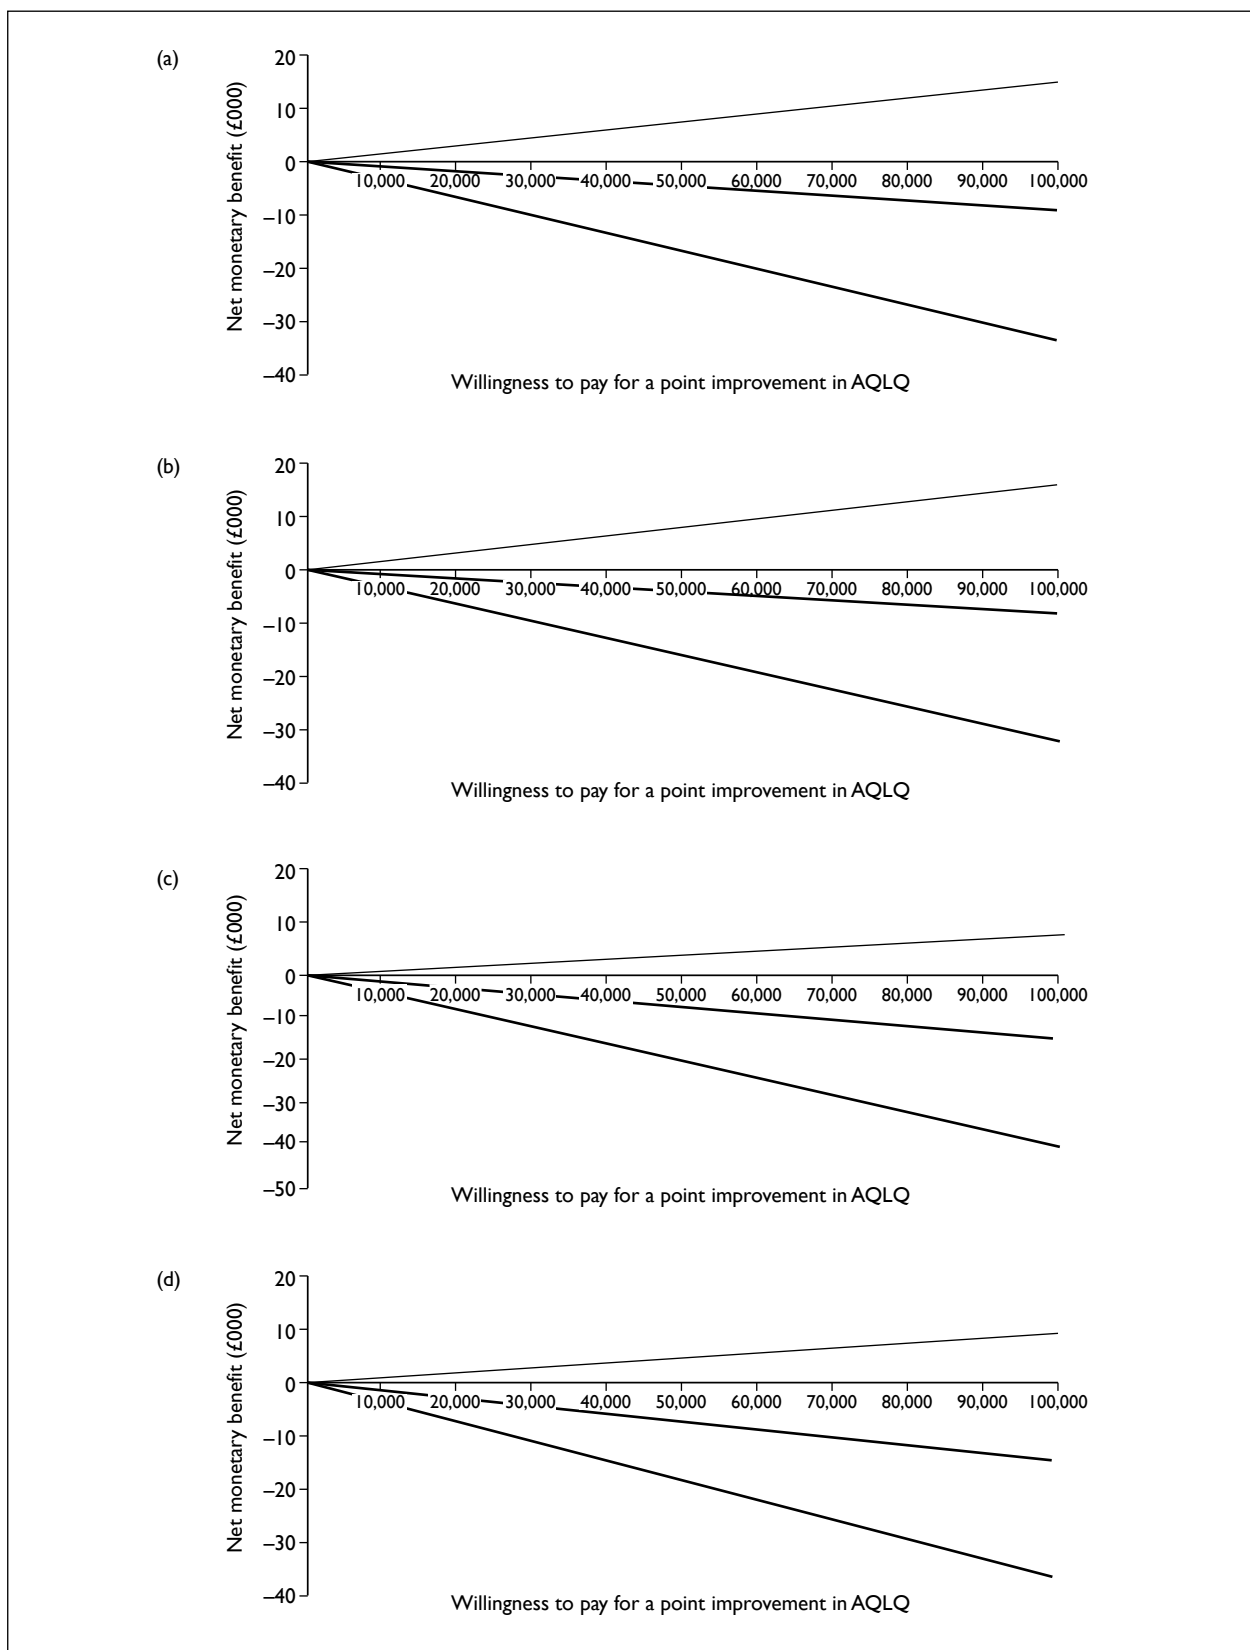 (a)
Net monetary benefit (£000)
20
10
0
–10
–20
–30
–40
10,000 20,000 30,000 40,000 50,000 60,000 70,000 80,000 90,000 100,000
Willingness to pay for a point improvement in AQLQ
(b)
Net monetary benefit (£000)
20
10
0
–10
–20
–30
–40
10,000 20,000 30,000 40,000 50,000 60,000 70,000 80,000 90,000 100,000
Willingness to pay for a point improvement in AQLQ
(c)
Net monetary benefit (£000)
20
10
0
–10
–20
–30
–40
–50
10,000 20,000 30,000 40,000 50,000 60,000 70,000 80,000 90,000 100,000
Willingness to pay for a point improvement in AQLQ
(d)
Net monetary benefit (£000)
20
10
0
–10
–20
–30
–40
10,000 20,000 30,000 40,000 50,000 60,000 70,000 80,000 90,000 100,000
Willingness to pay for a point improvement in AQLQ